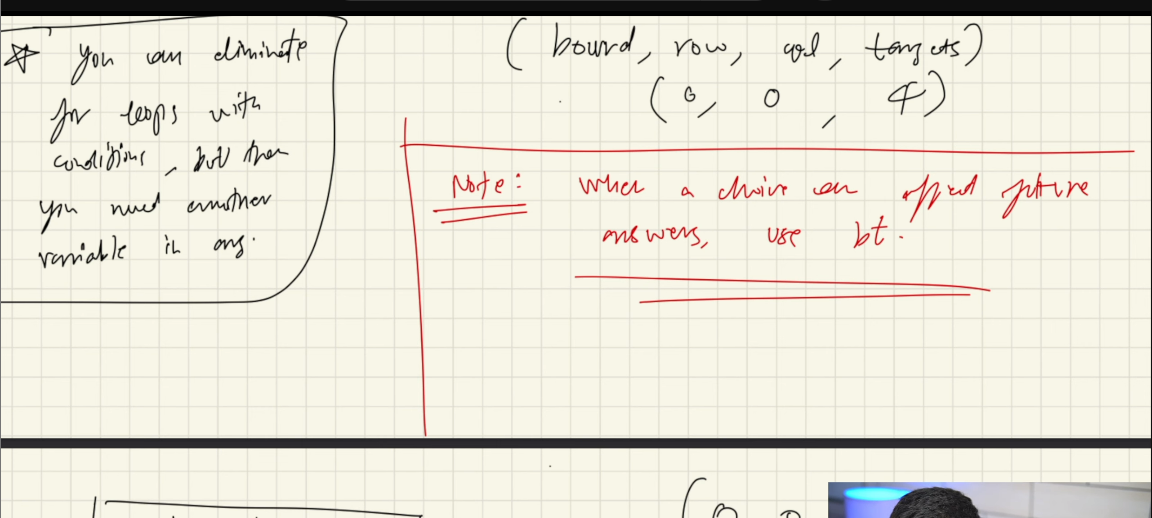 ☆ You can eliminate
for loops with
conditions, but then
you need another
variable in arg.
(board, row, col, targets)
(0, 0, 4)
Note: When a choice can affect future
answers, use bt.